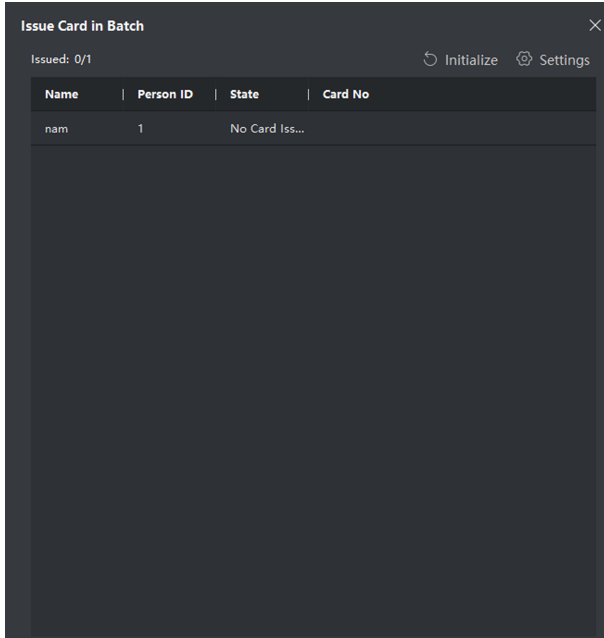 Issue Card in Batch
Issued: 0/1 Initialize Settings
Name | Person ID | State | Card No
nam 1 No Card Iss...